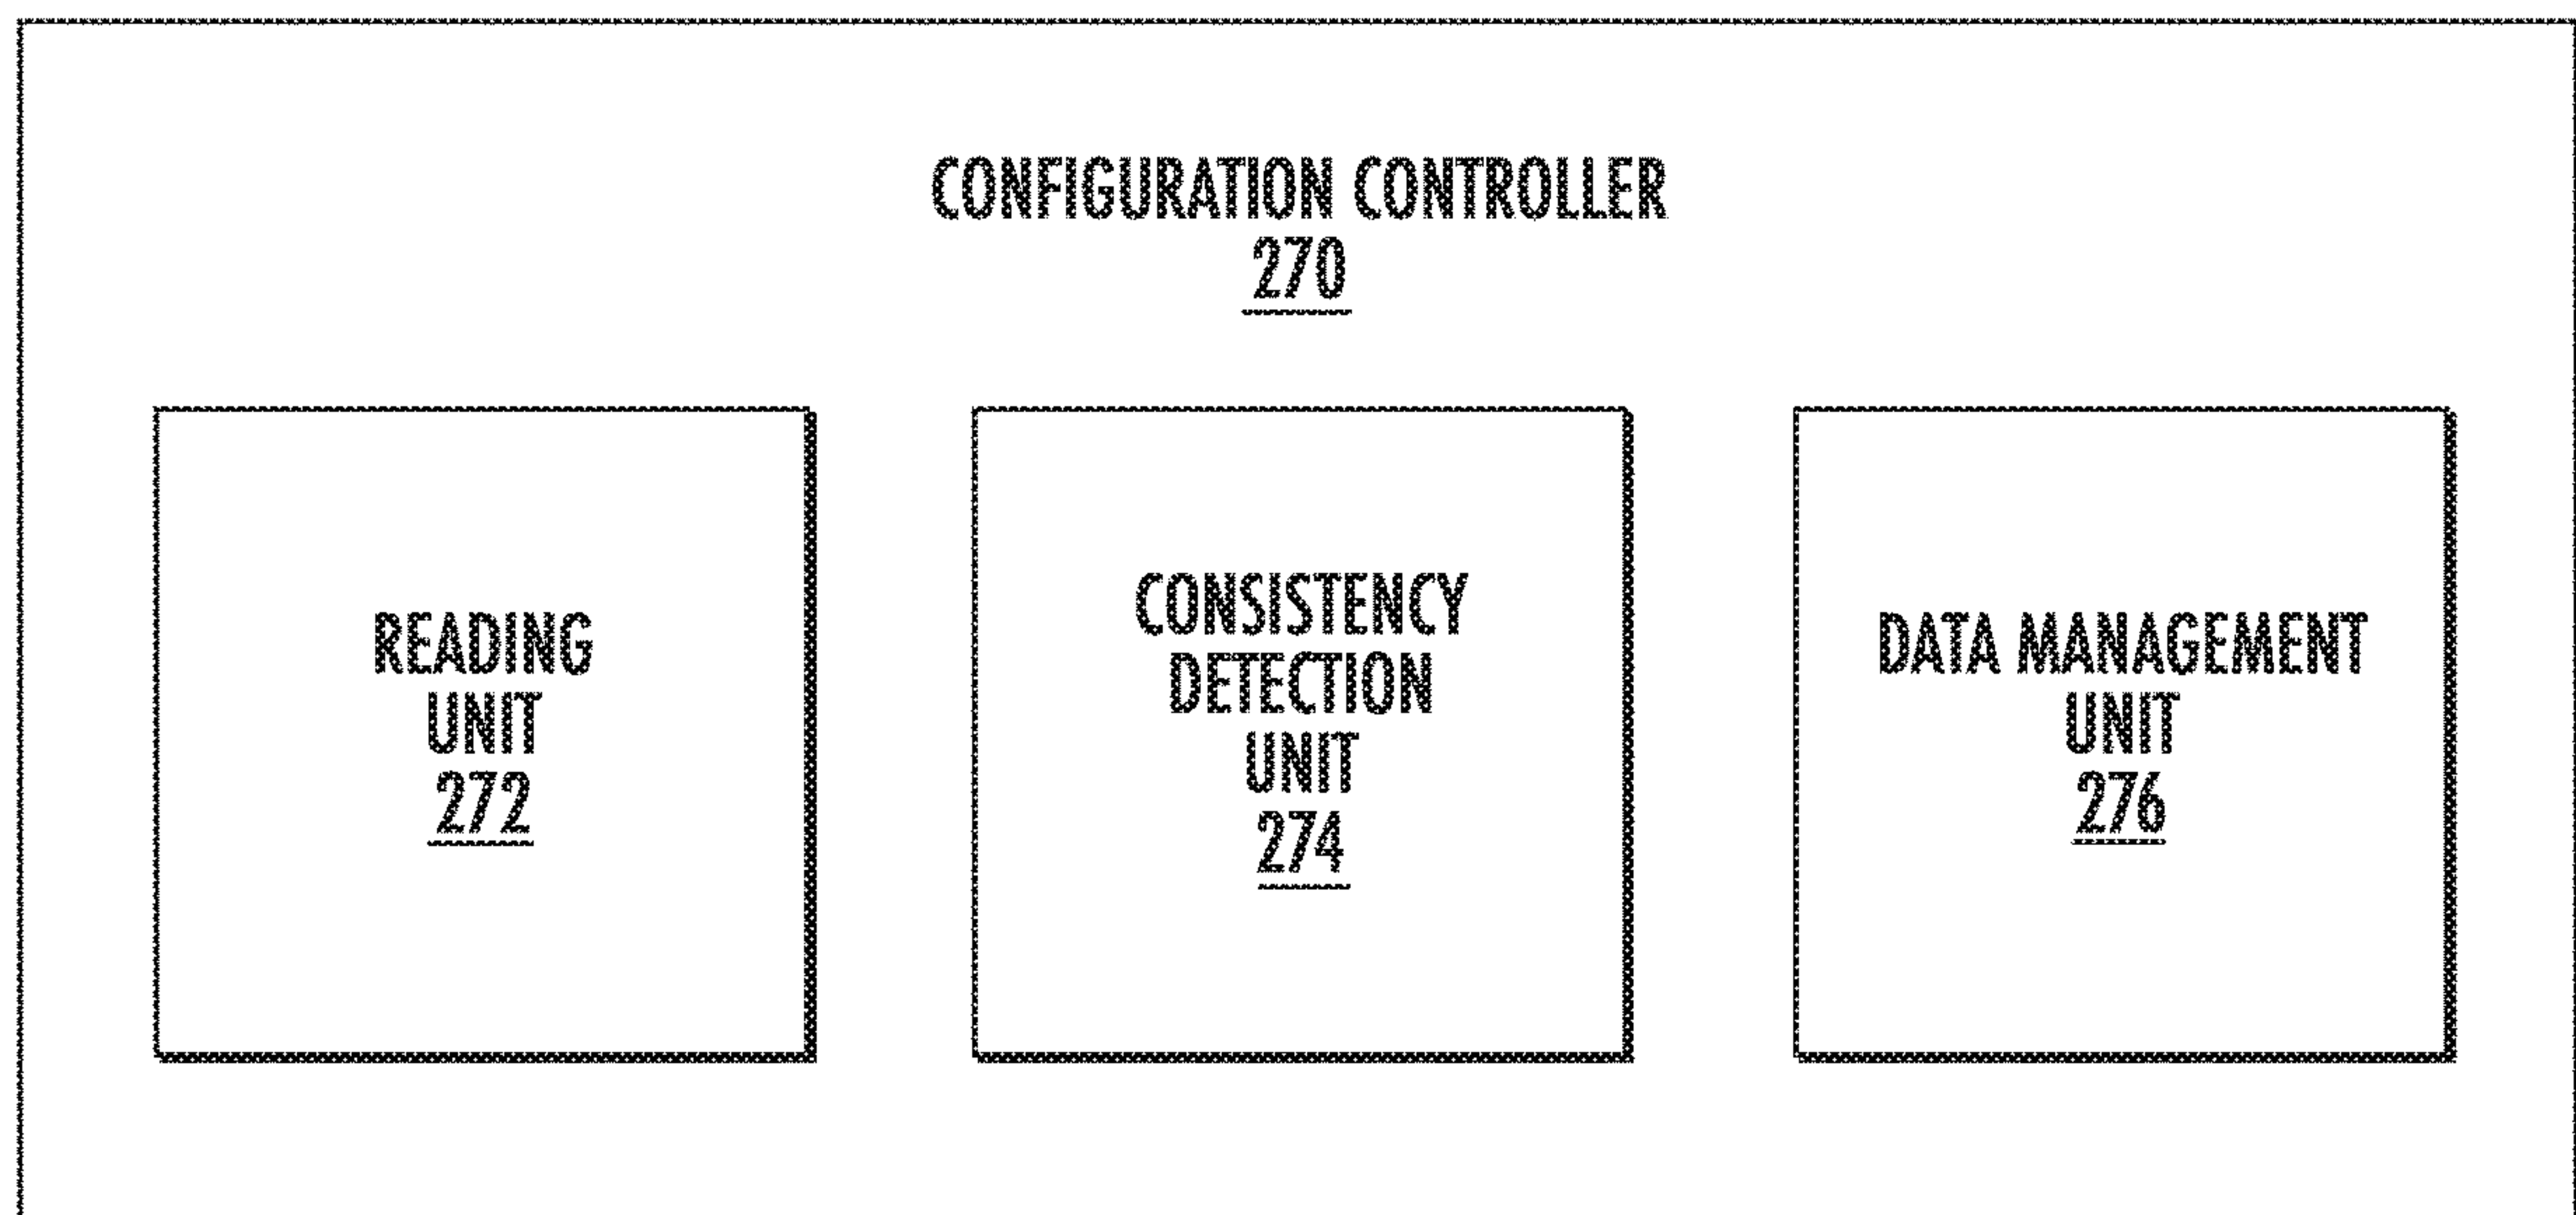 CONFIGURATION CONTROLLER
270
READING
UNIT
272
CONSISTENCY
DETECTION
UNIT
274
DATA MANAGEMENT
UNIT
276